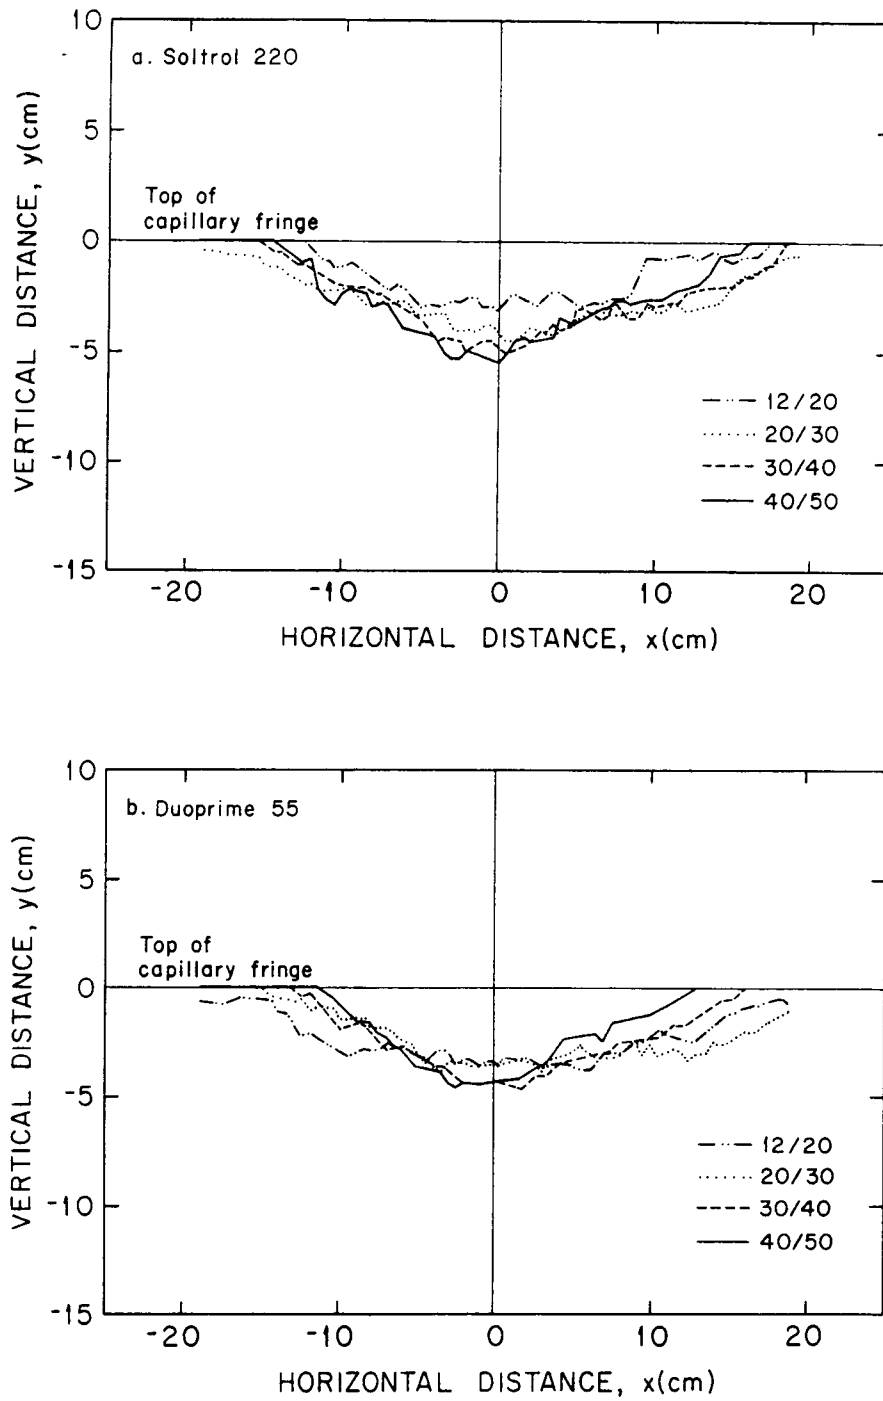 10
a. Soltrol 220
5
Top of
capillary fringe
0
-5
12/20
20/30
-10
30/40
40/50
-15
-20 -10 0 10 20
HORIZONTAL DISTANCE, x(cm)
VERTICAL DISTANCE, y(cm)
10
b. Duoprime 55
5
Top of
capillary fringe
0
-5
12/20
20/30
-10
30/40
40/50
-15
-20 -10 0 10 20
HORIZONTAL DISTANCE, x(cm)
VERTICAL DISTANCE, y(cm)